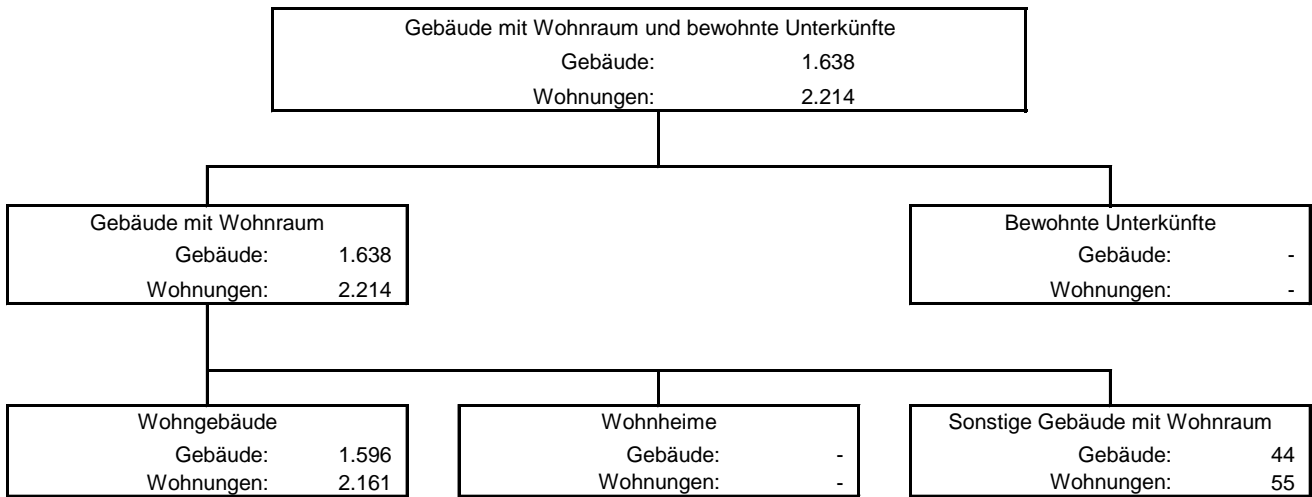 Gebäude mit Wohnraum und bewohnte Unterkünfte
Gebäude: 1.638
Wohnungen: 2.214
Gebäude mit Wohnraum
Gebäude: 1.638
Wohnungen: 2.214
Bewohnte Unterkünfte
Gebäude: -
Wohnungen: -
Wohngebäude
Gebäude: 1.596
Wohnungen: 2.161
Wohnheime
Gebäude: -
Wohnungen: -
Sonstige Gebäude mit Wohnraum
Gebäude: 44
Wohnungen: 55